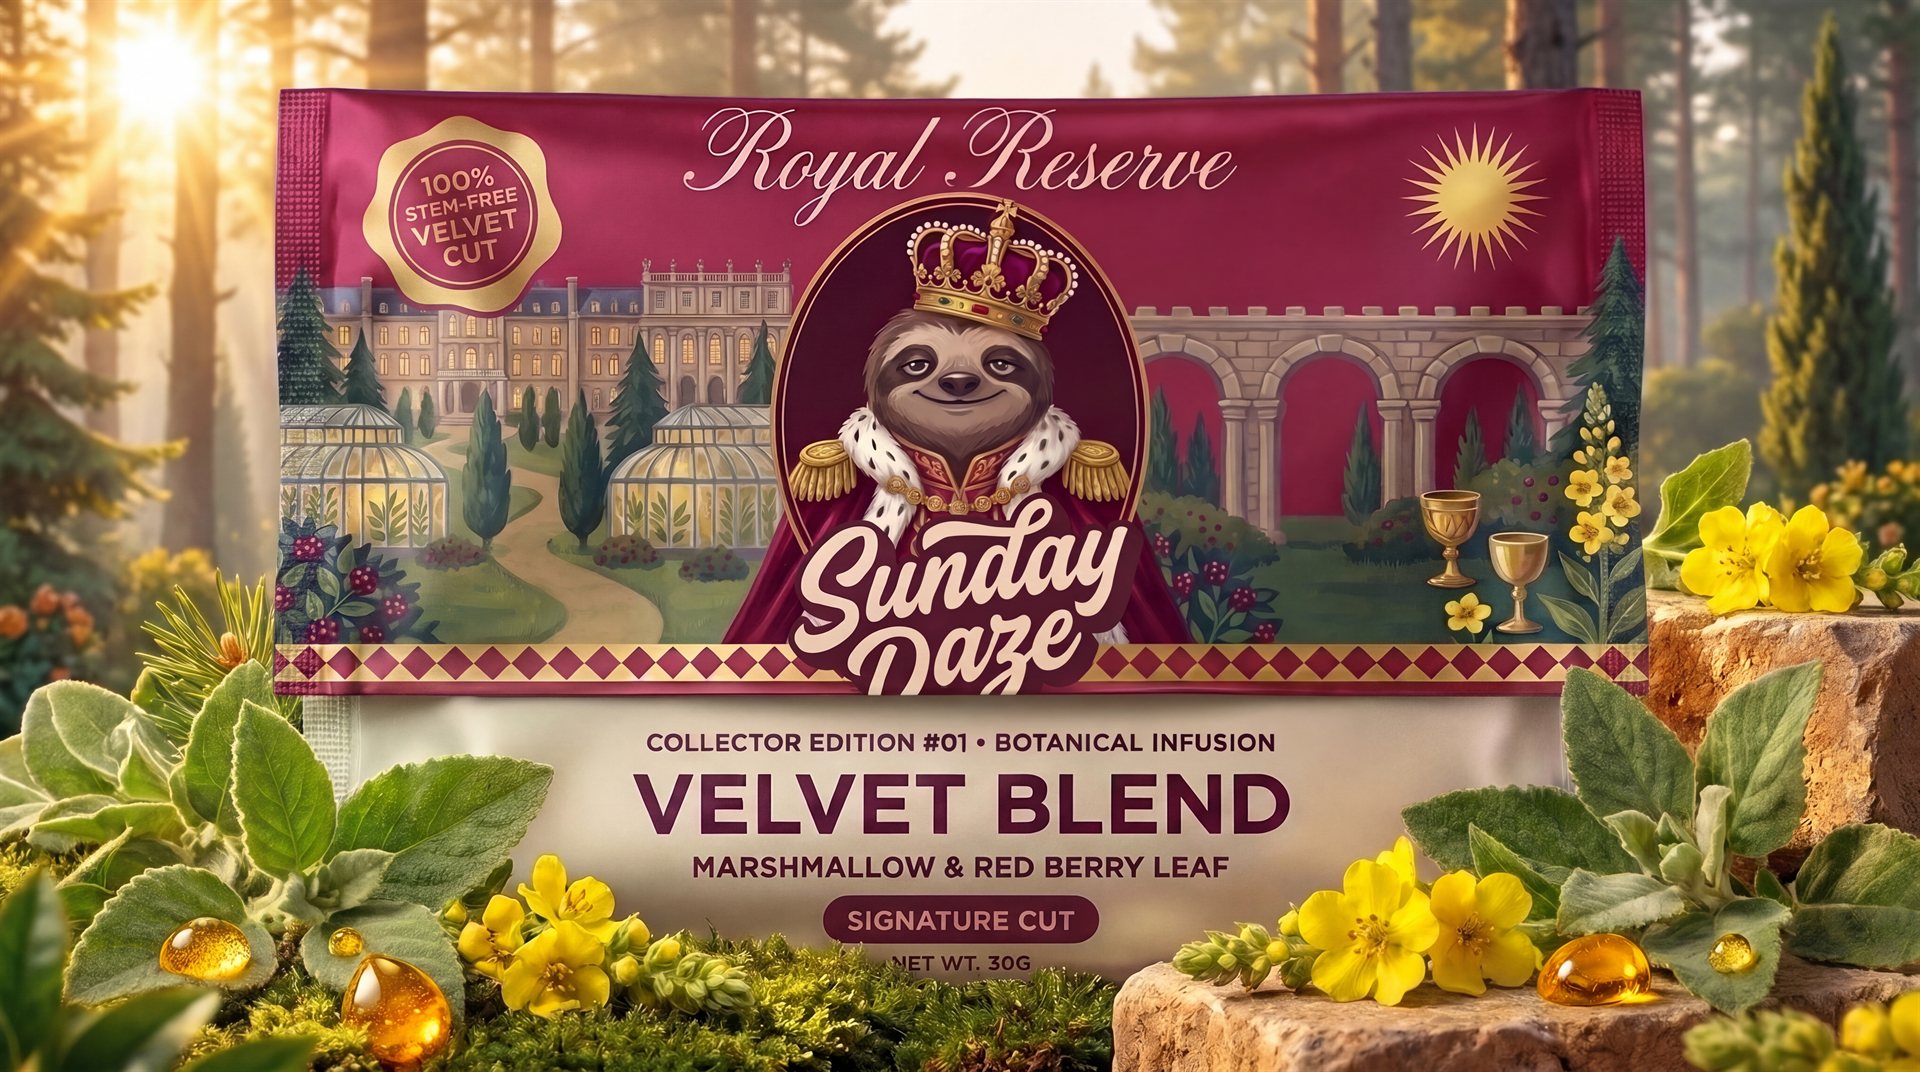 Royal Reserve
100%
STEM-FREE
VELVET
CUT
Sunday
Daze
COLLECTOR EDITION #01 • BOTANICAL INFUSION
VELVET BLEND
MARSHMALLOW & RED BERRY LEAF
SIGNATURE CUT
NET WT. 30G